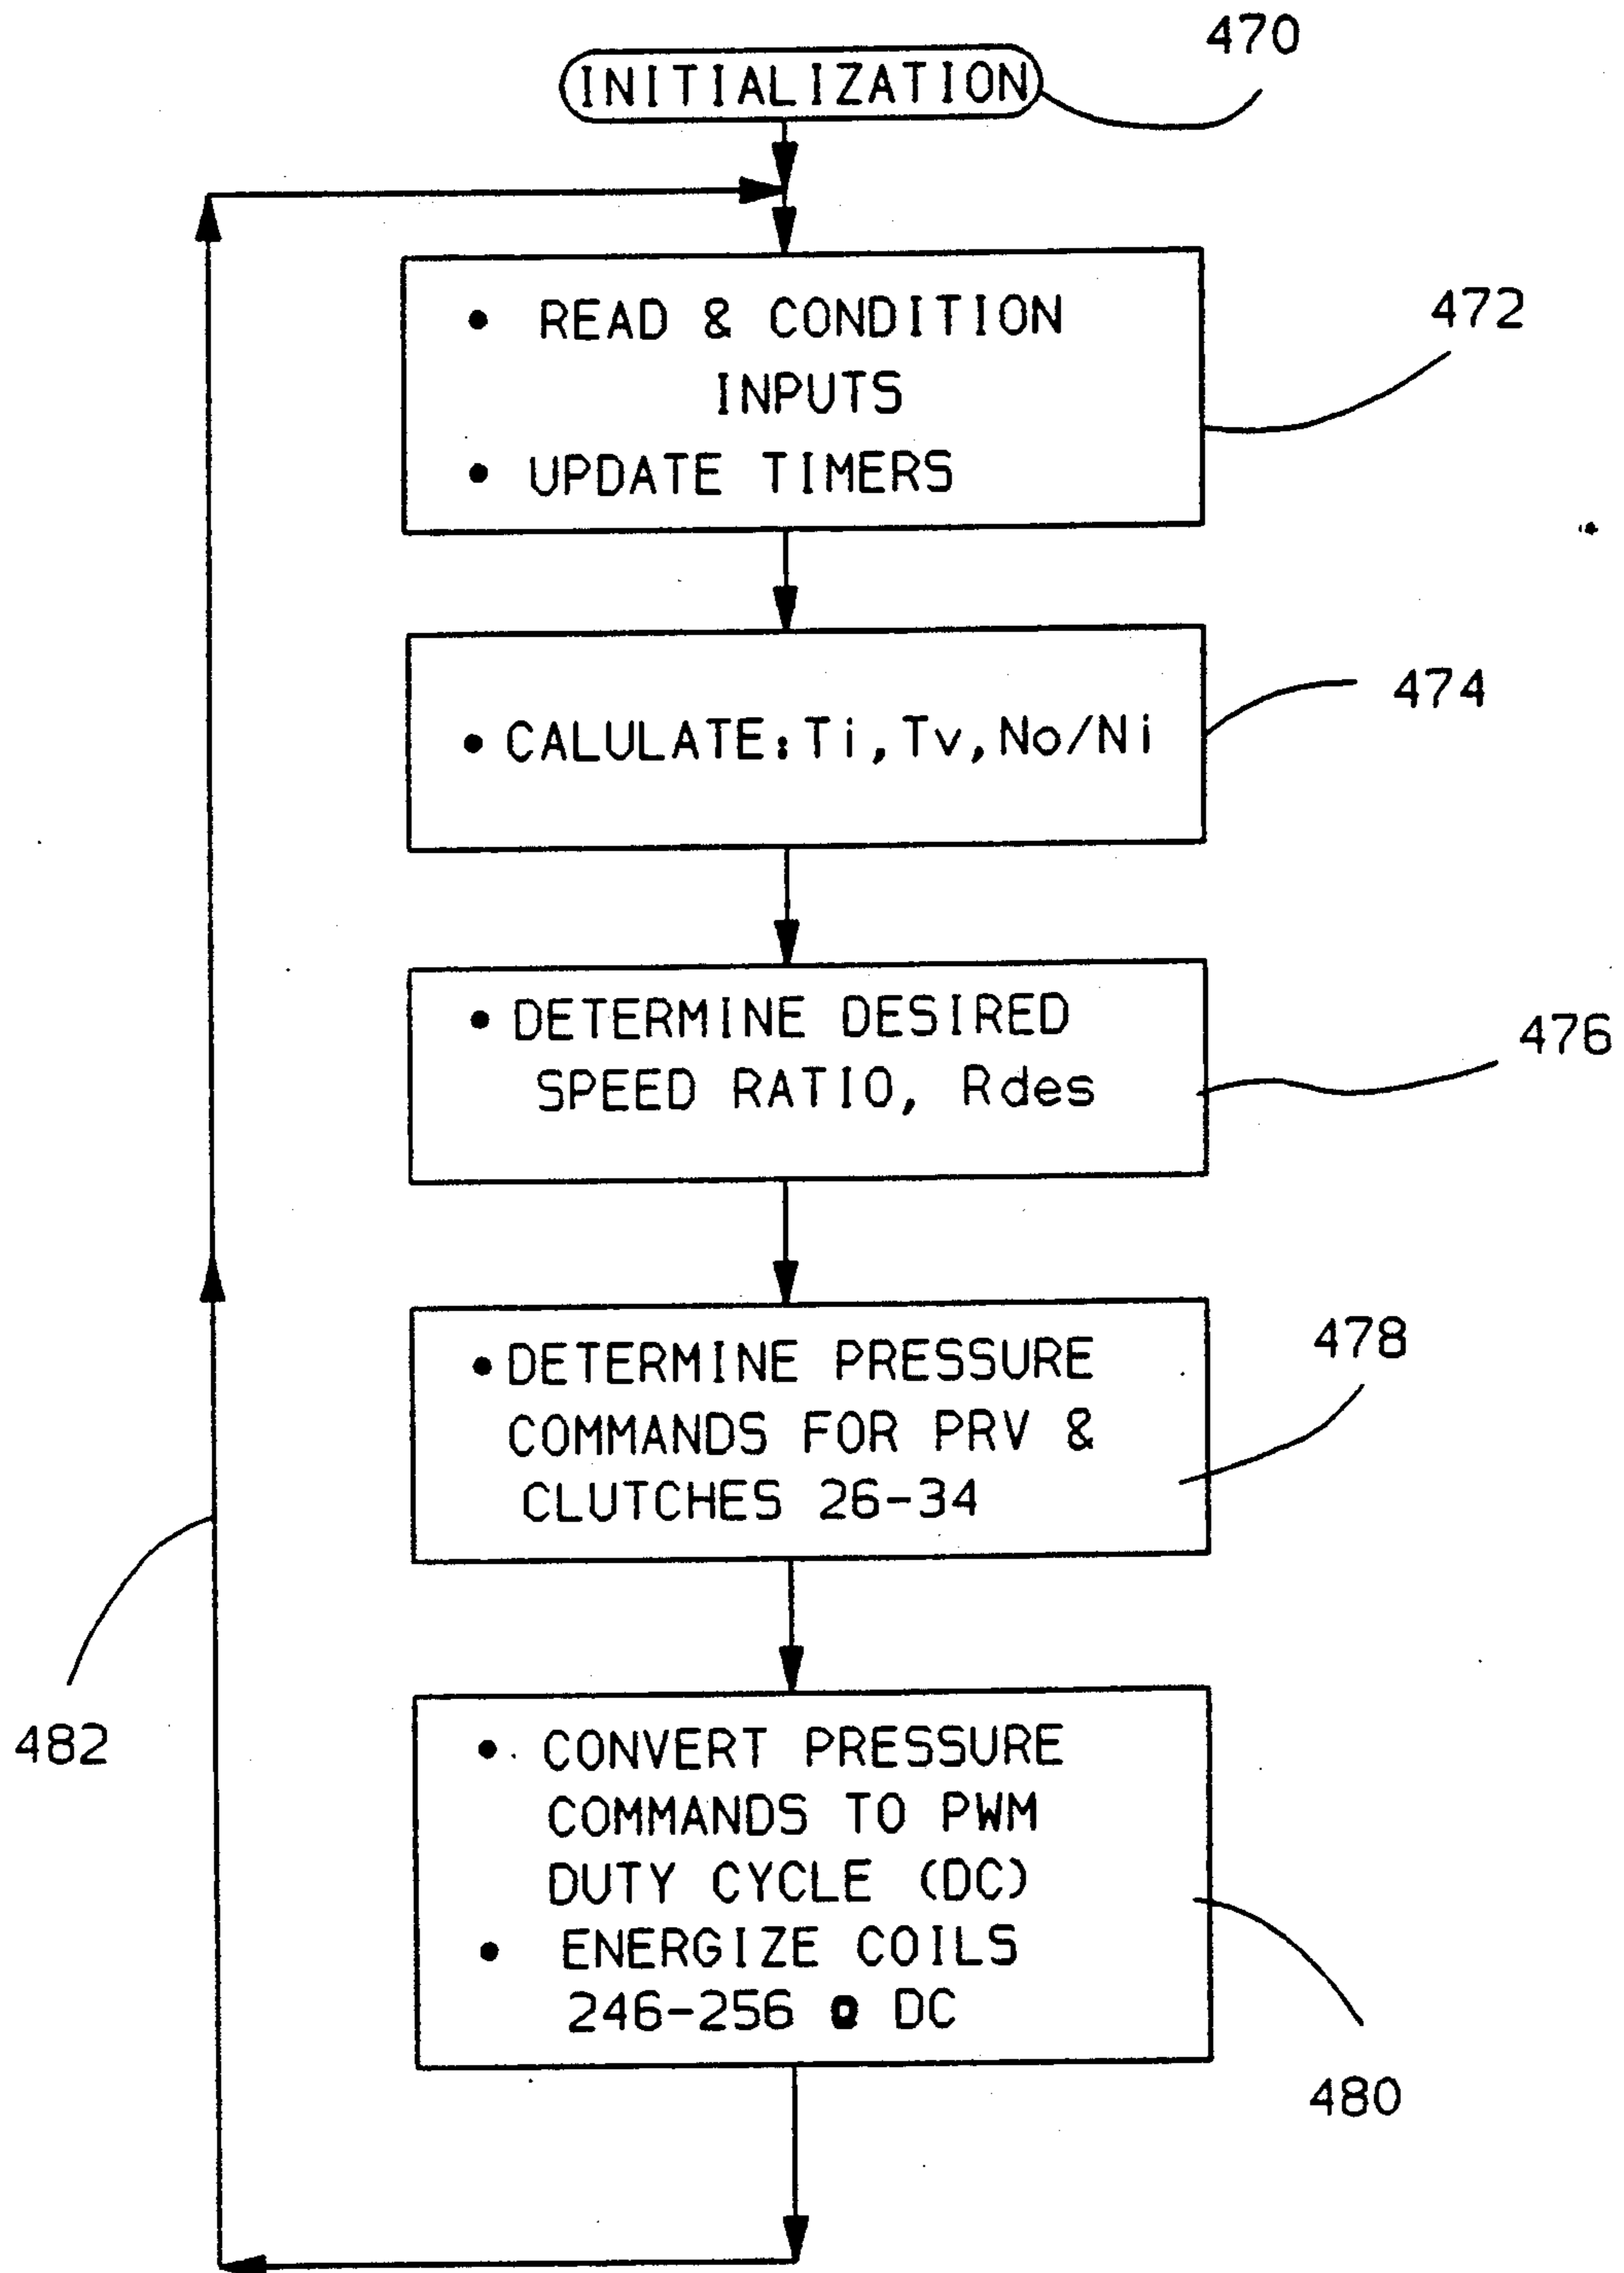 470
INITIALIZATION
• READ & CONDITION
INPUTS
• UPDATE TIMERS
472
• CALULATE: Ti, Tv, No/Ni
474
• DETERMINE DESIRED
SPEED RATIO, Rdes
476
• DETERMINE PRESSURE
COMMANDS FOR PRV &
CLUTCHES 26-34
478
482
• CONVERT PRESSURE
COMMANDS TO PWM
DUTY CYCLE (DC)
• ENERGIZE COILS
246-256 @ DC
480